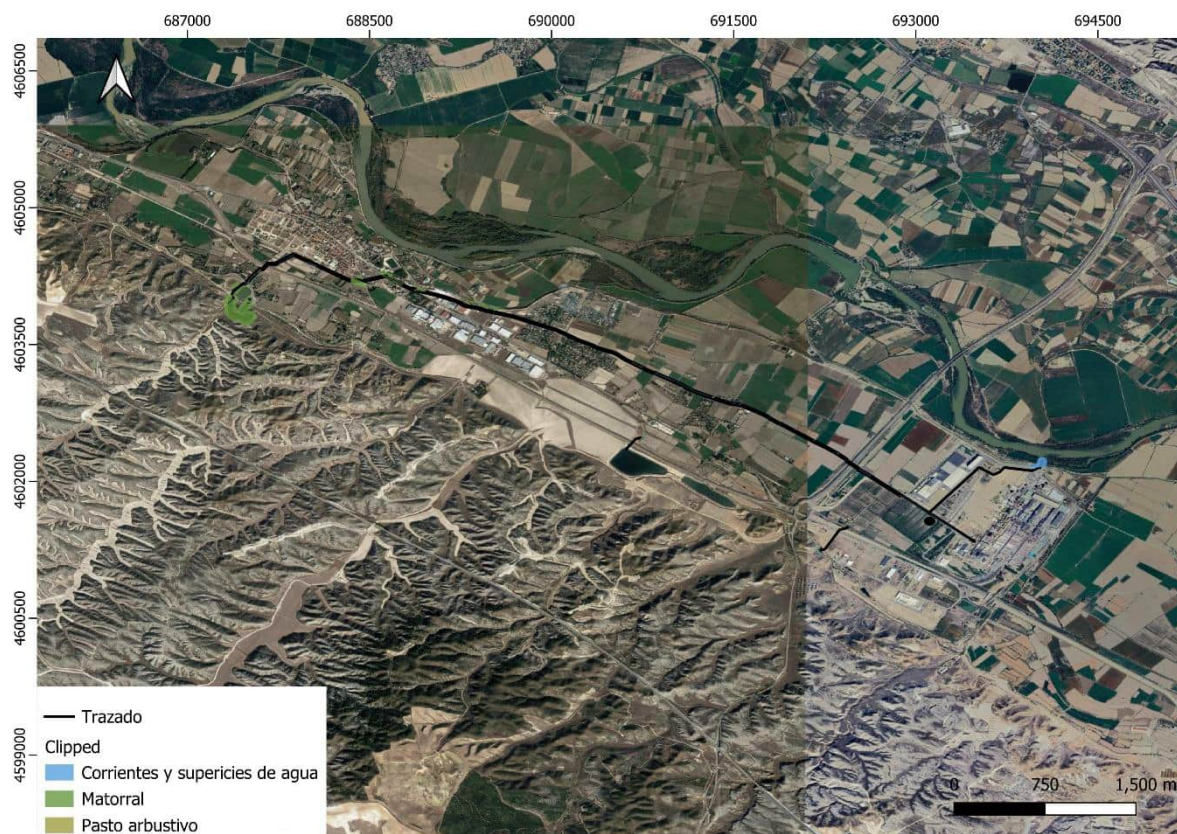 687000 688500 690000 691500 693000 694500
4606500
4605000
4603500
4602000
4600500
4599000
Trazado
Clipped
Corrientes y supericies de agua
Matorral
Pasto arbustivo
0 750 1,500 m